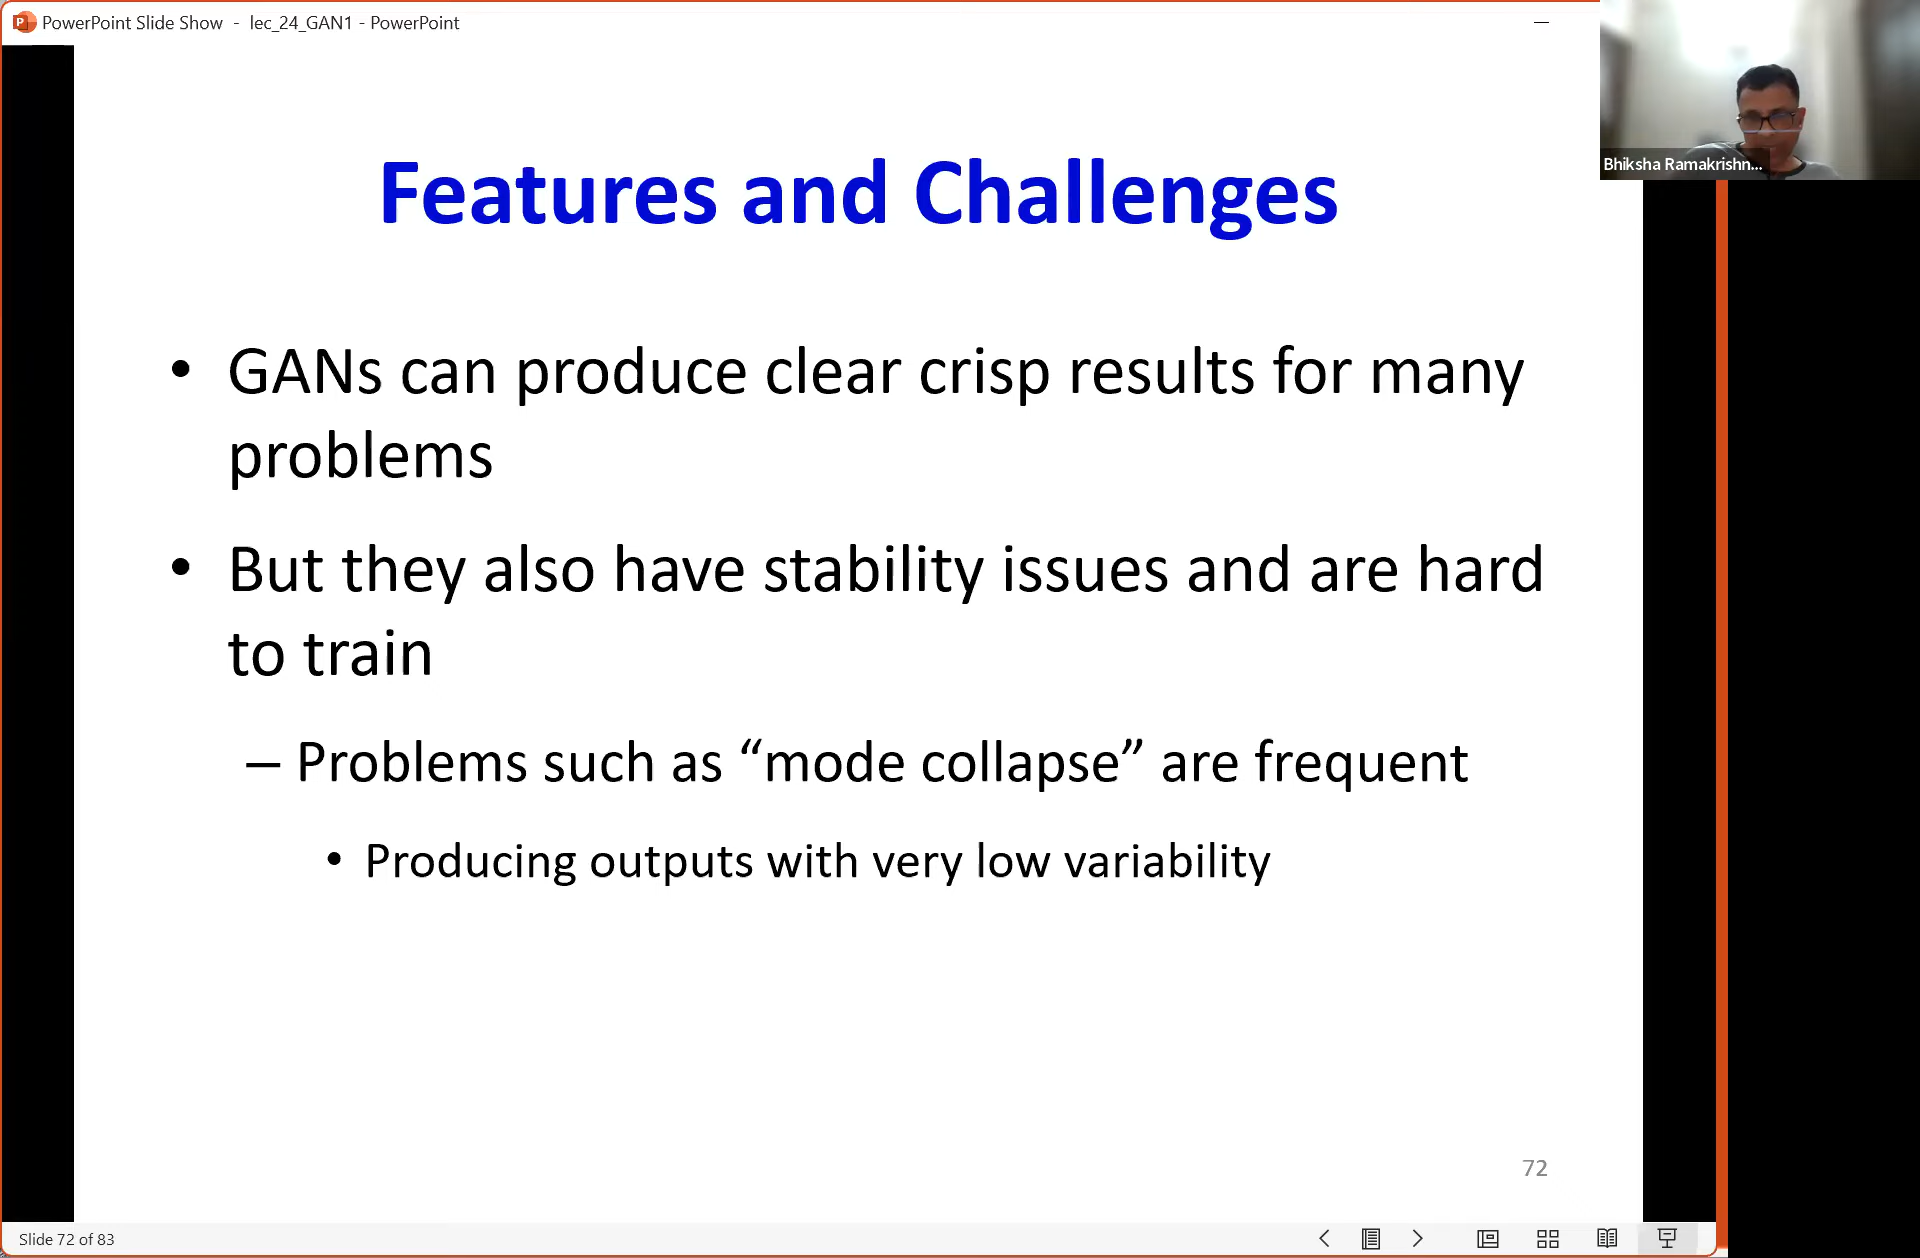 PowerPoint Slide Show - lec_24_GAN1 - PowerPoint
Bhiksha Ramakrishn...
Features and Challenges
• GANs can produce clear crisp results for many
problems
• But they also have stability issues and are hard
to train
– Problems such as “mode collapse” are frequent
• Producing outputs with very low variability
72
Slide 72 of 83